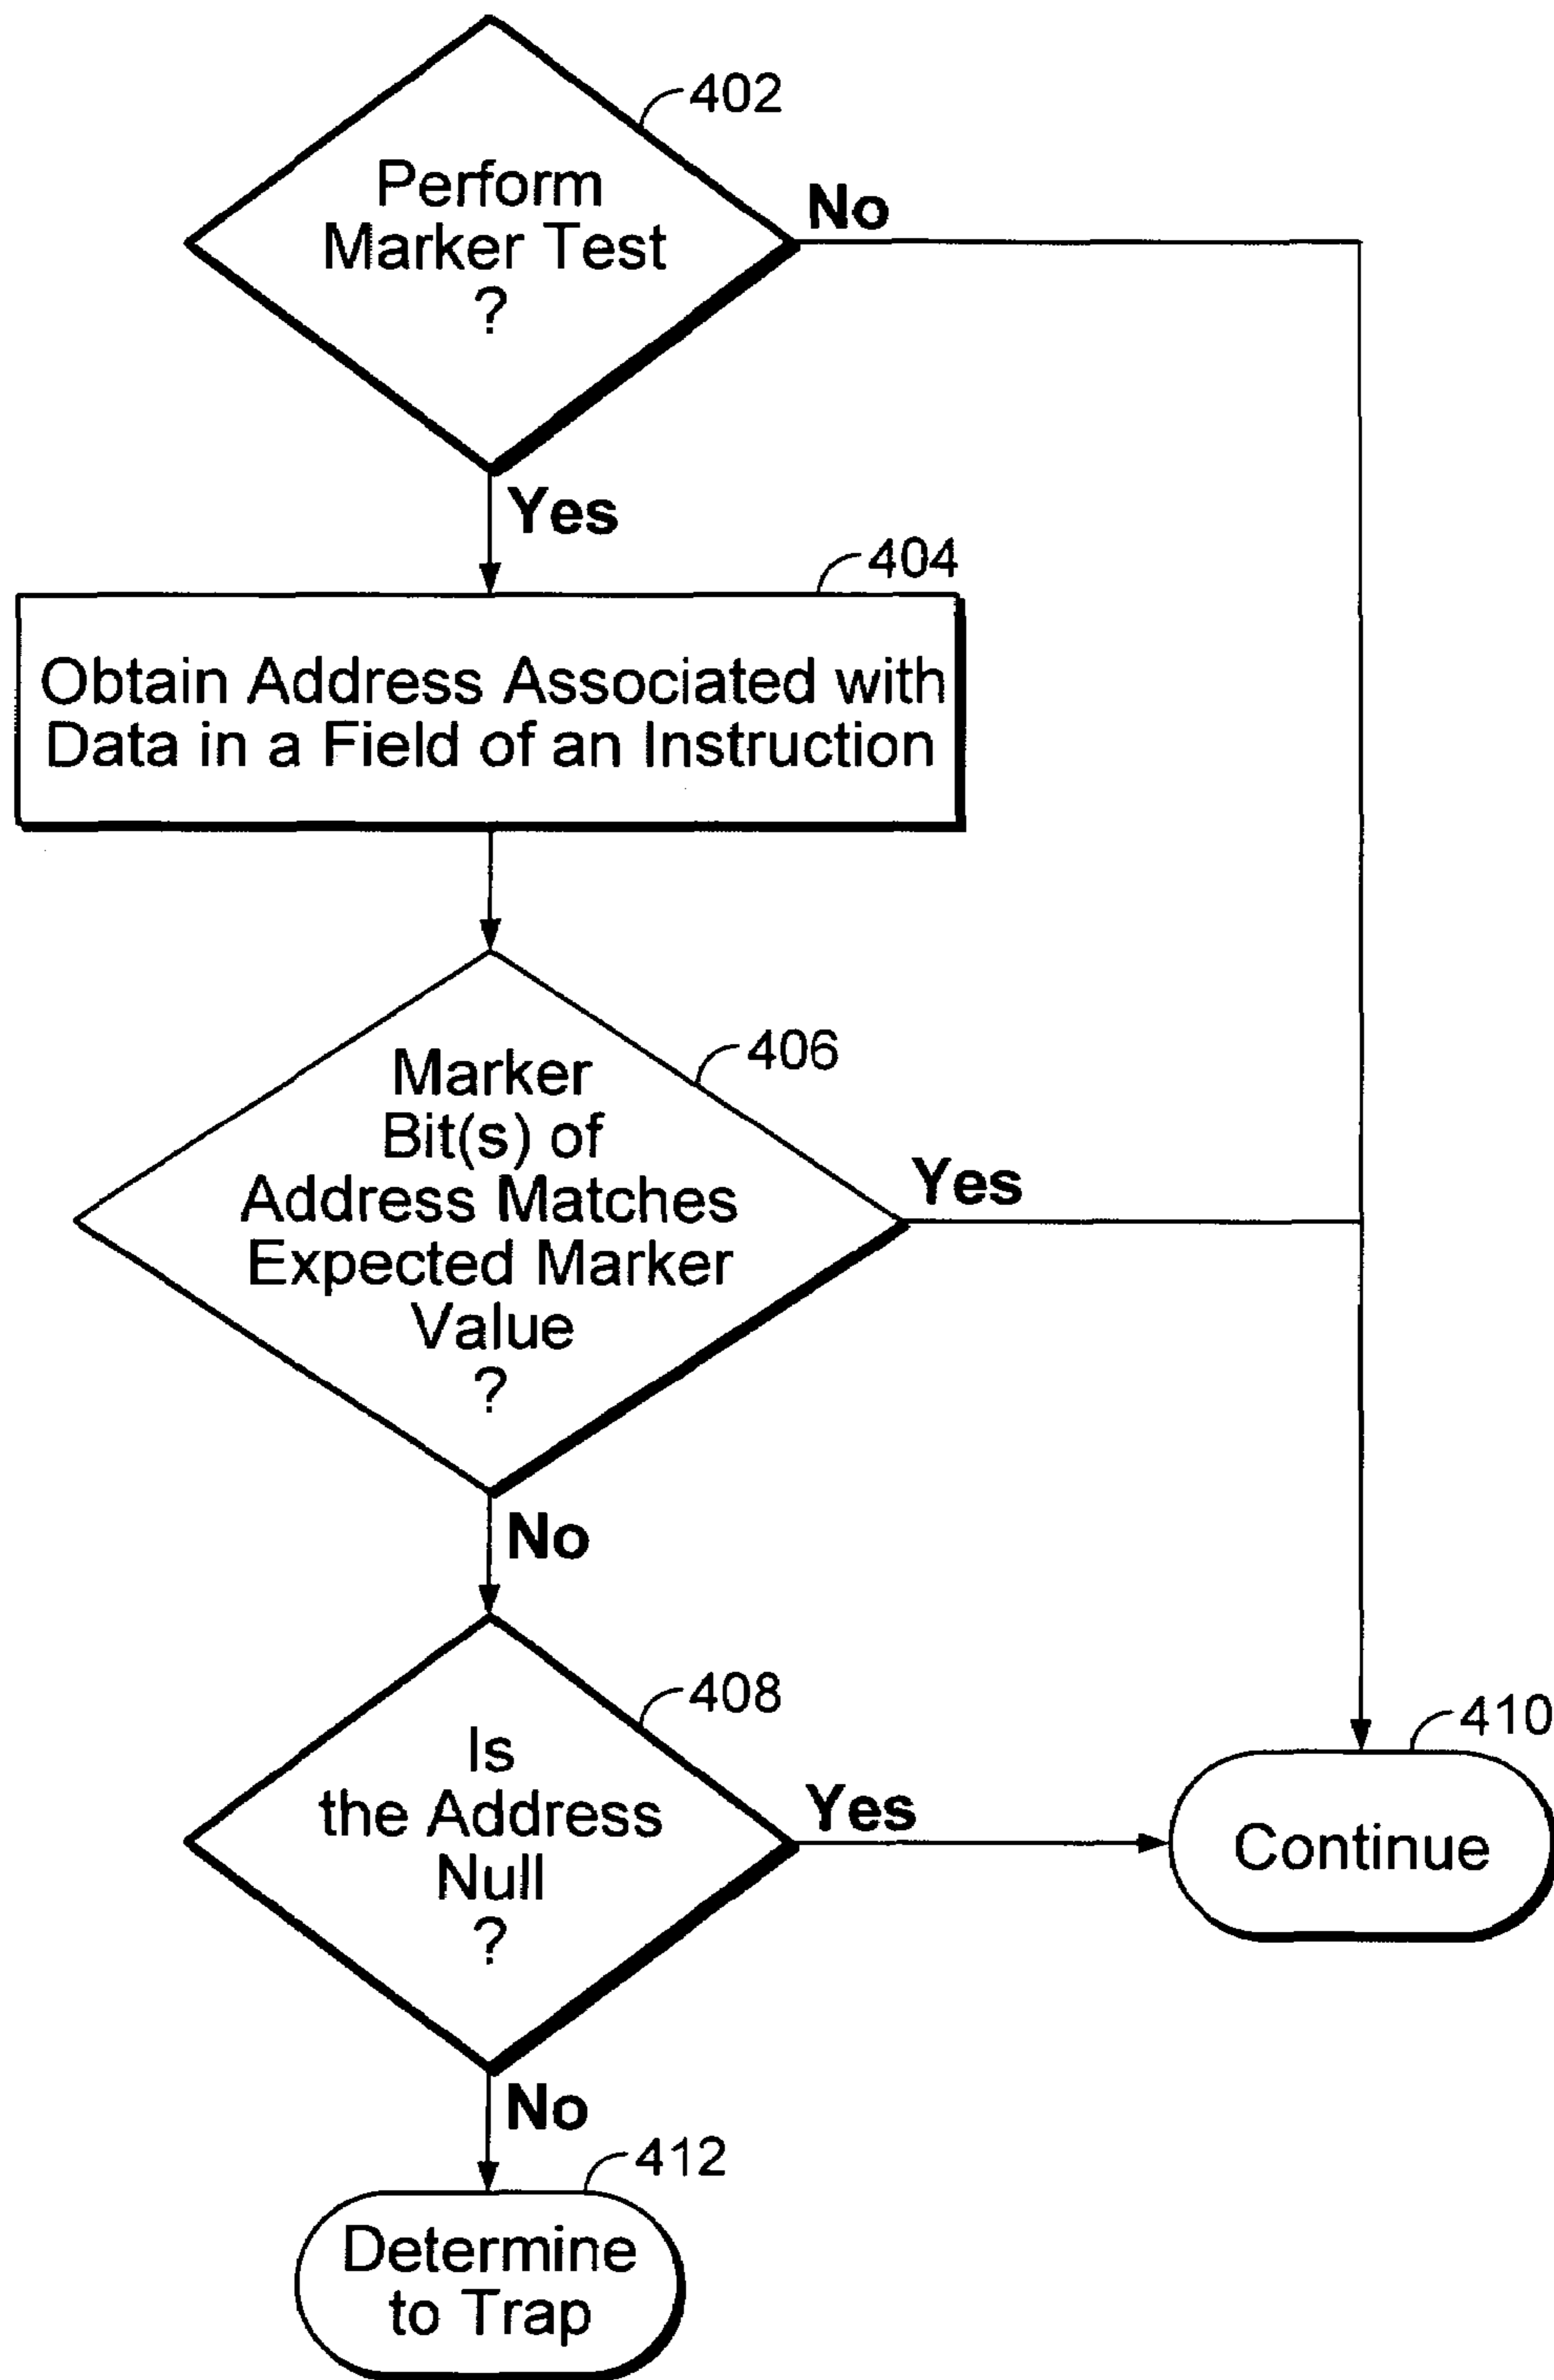 402
Perform
Marker Test
?
No
Yes
404
Obtain Address Associated with
Data in a Field of an Instruction
406
Marker
Bit(s) of
Address Matches
Expected Marker
Value
?
Yes
No
408
Is
the Address
Null
?
Yes
410
Continue
No
412
Determine
to Trap